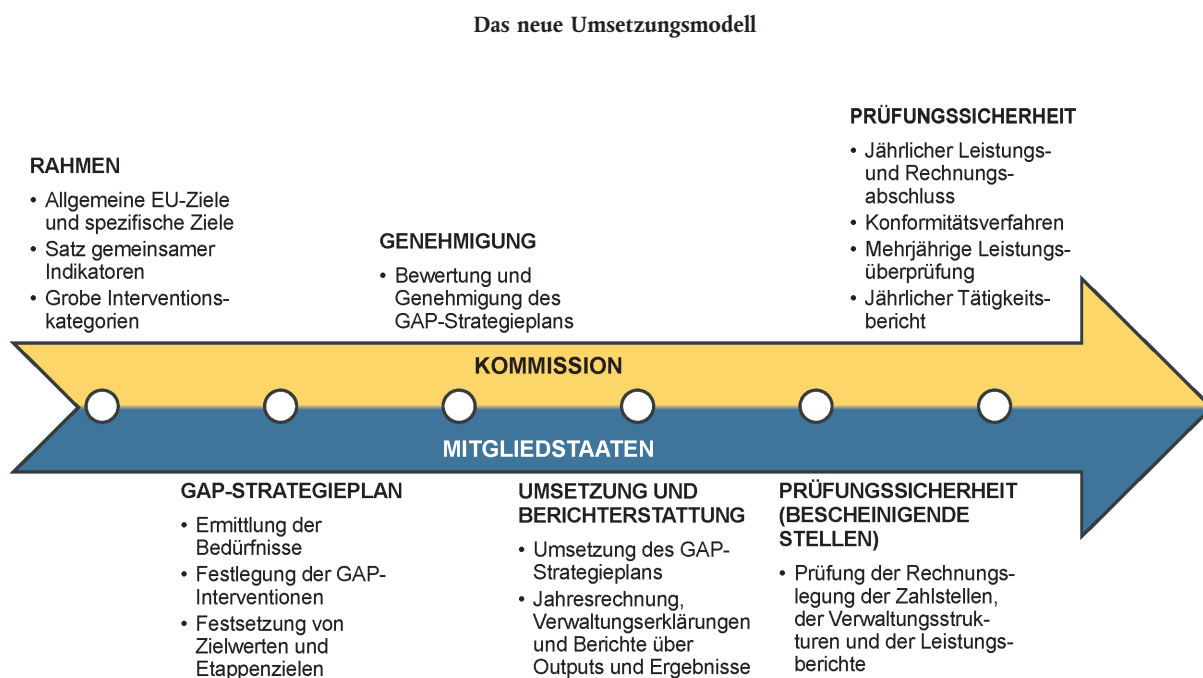 Das neue Umsetzungsmodell
RAHMEN
• Allgemeine EU-Ziele
und spezifische Ziele
• Satz gemeinsamer
Indikatoren
• Grobe Interventions-
kategorien
GENEHMIGUNG
• Bewertung und
Genehmigung des
GAP-Strategieplans
PRÜFUNGSSICHERHEIT
• Jährlicher Leistungs-
und Rechnungs-
abschluss
• Konformitätsverfahren
• Mehrjährige Leistungs-
überprüfung
• Jährlicher Tätigkeits-
bericht
KOMMISSION
MITGLIEDSTAATEN
GAP-STRATEGIEPLAN
• Ermittlung der
Bedürfnisse
• Festlegung der GAP-
Interventionen
• Festsetzung von
Zielwerten und
Etappenzielen
UMSETZUNG UND
BERICHTERSTATTUNG
• Umsetzung des GAP-
Strategieplans
• Jahresrechnung,
Verwaltungserklärungen
und Berichte über
Outputs und Ergebnisse
PRÜFUNGSSICHERHEIT
(BESCHEINIGENDE
STELLEN)
• Prüfung der Rechnungs-
legung der Zahlstellen,
der Verwaltungsstruk-
turen und der Leistungs-
berichte